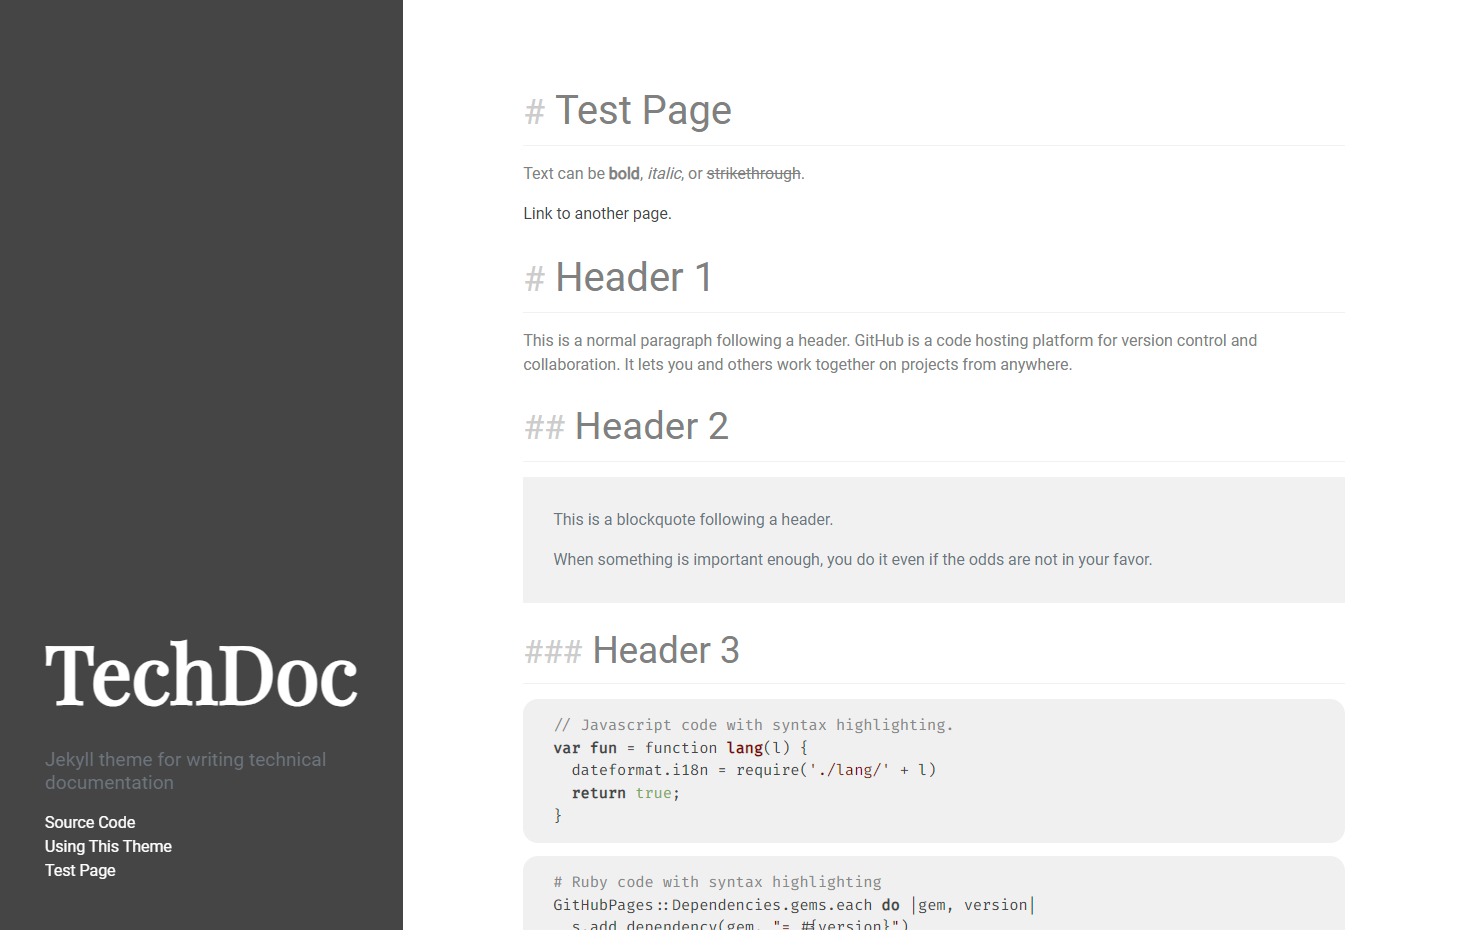 TechDoc
Jekyll theme for writing technical
documentation
Source Code
Using This Theme
Test Page
# Test Page
Text can be bold, italic, or strikethrough.
Link to another page.
# Header 1
This is a normal paragraph following a header. GitHub is a code hosting platform for version control and
collaboration. It lets you and others work together on projects from anywhere.
## Header 2
This is a blockquote following a header.
When something is important enough, you do it even if the odds are not in your favor.
### Header 3
// Javascript code with syntax highlighting.
var fun = function lang(l) {
  dateformat.i18n = require('./lang/' + l)
  return true;
}
# Ruby code with syntax highlighting
GitHubPages::Dependencies.gems.each do |gem, version|
  s.add_dependency(gem, "= #{version}")